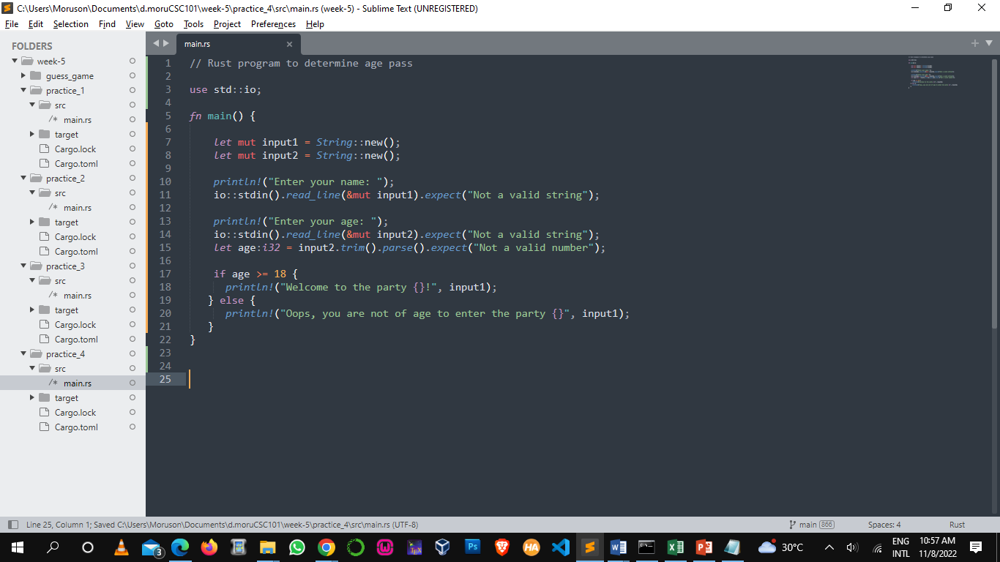 C:\Users\Moruson\Documents\d.moruCSC101\week-5\practice_4\src\main.rs (week-5) - Sublime Text (UNREGISTERED)
File Edit Selection Find View Goto Tools Project Preferences Help
FOLDERS
week-5
guess_game
practice_1
src
/* main.rs
target
Cargo.lock
Cargo.toml
practice_2
src
/* main.rs
target
Cargo.lock
Cargo.toml
practice_3
src
/* main.rs
target
Cargo.lock
Cargo.toml
practice_4
src
/* main.rs
target
Cargo.lock
Cargo.toml
main.rs
1 // Rust program to determine age pass
2
3 use std::io;
4
5 fn main() {
6
7 let mut input1 = String::new();
8 let mut input2 = String::new();
9
10 println!("Enter your name: ");
11 io::stdin().read_line(&mut input1).expect("Not a valid string");
12
13 println!("Enter your age: ");
14 io::stdin().read_line(&mut input2).expect("Not a valid string");
15 let age:i32 = input2.trim().parse().expect("Not a valid number");
16
17 if age >= 18 {
18 println!("Welcome to the party {}!", input1);
19 } else {
20 println!("Oops, you are not of age to enter the party {}", input1);
21 }
22 }
23
24
25
Line 25, Column 1; Saved C:\Users\Moruson\Documents\d.moruCSC101\week-5\practice_4\src\main.rs (UTF-8)
main 866
Spaces: 4
Rust
3
Ps
HA
30°C
ENG
INTL
10:57 AM
11/8/2022